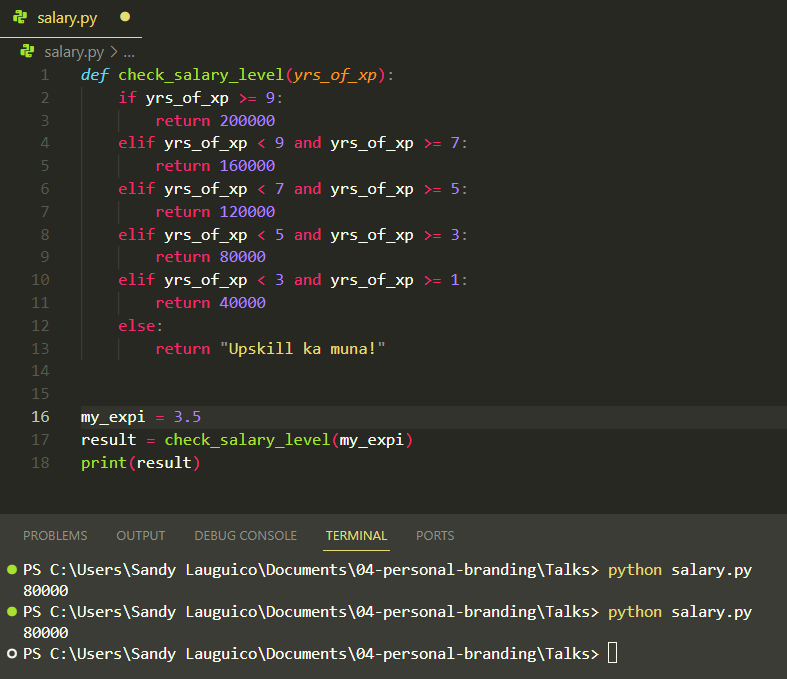 salary.py
salary.py > ...
1 def check_salary_level(yrs_of_xp):
2     if yrs_of_xp >= 9:
3         return 200000
4     elif yrs_of_xp < 9 and yrs_of_xp >= 7:
5         return 160000
6     elif yrs_of_xp < 7 and yrs_of_xp >= 5:
7         return 120000
8     elif yrs_of_xp < 5 and yrs_of_xp >= 3:
9         return 80000
10     elif yrs_of_xp < 3 and yrs_of_xp >= 1:
11         return 40000
12     else:
13         return "Upskill ka muna!"
14
15
16 my_expi = 3.5
17 result = check_salary_level(my_expi)
18 print(result)
PROBLEMS OUTPUT DEBUG CONSOLE TERMINAL PORTS
PS C:\Users\Sandy Lauguico\Documents\04-personal-branding\Talks> python salary.py
80000
PS C:\Users\Sandy Lauguico\Documents\04-personal-branding\Talks> python salary.py
80000
PS C:\Users\Sandy Lauguico\Documents\04-personal-branding\Talks>